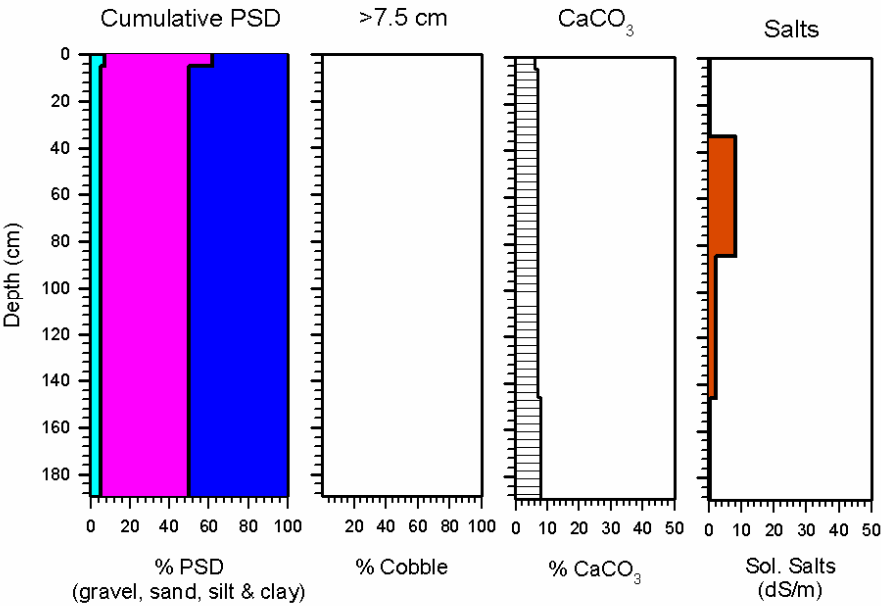 Cumulative PSD
>7.5 cm
CaCO3
Salts
Depth (cm)
0
20
40
60
80
100
120
140
160
180
0 20 40 60 80 100
0 20 40 60 80 100
0 10 20 30 40 50
0 10 20 30 40 50
% PSD
(gravel, sand, silt & clay)
% Cobble
% CaCO3
Sol. Salts
(dS/m)